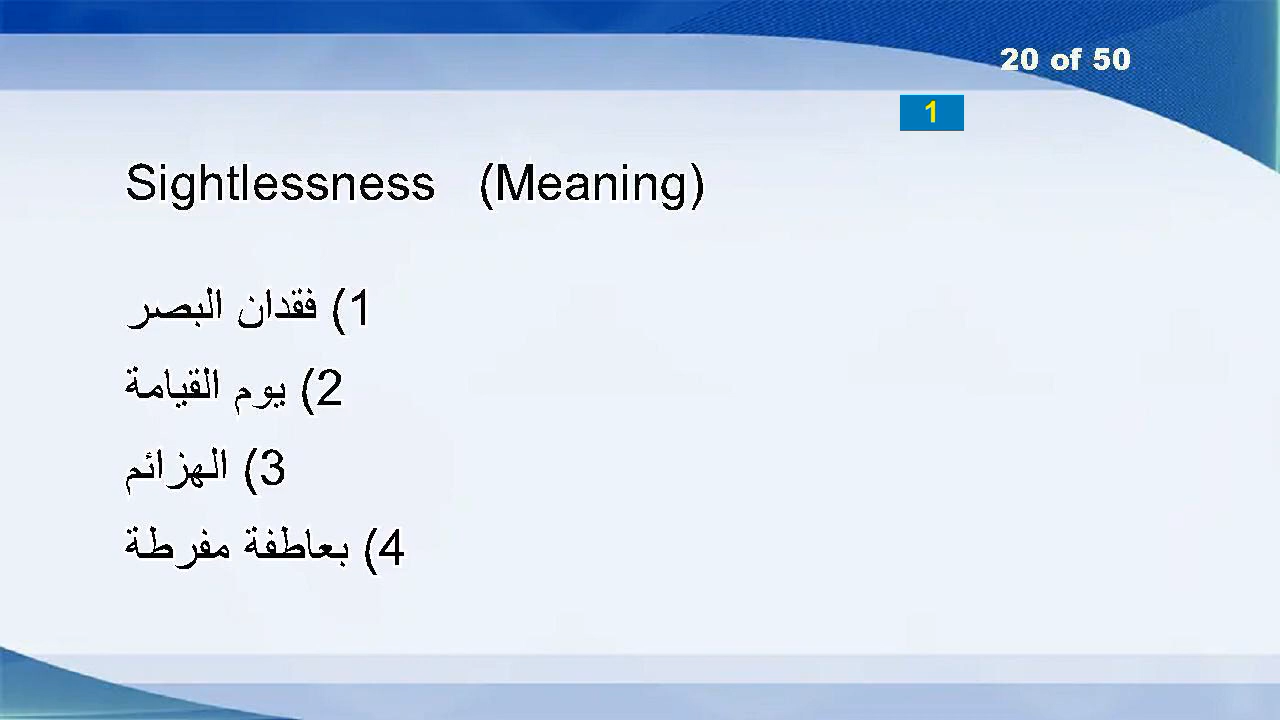 20 of 50
1
Sightlessness (Meaning)
1) فقدان البصر
2) يوم القيامة
3) الهزائم
4) بعاطفة مفرطة